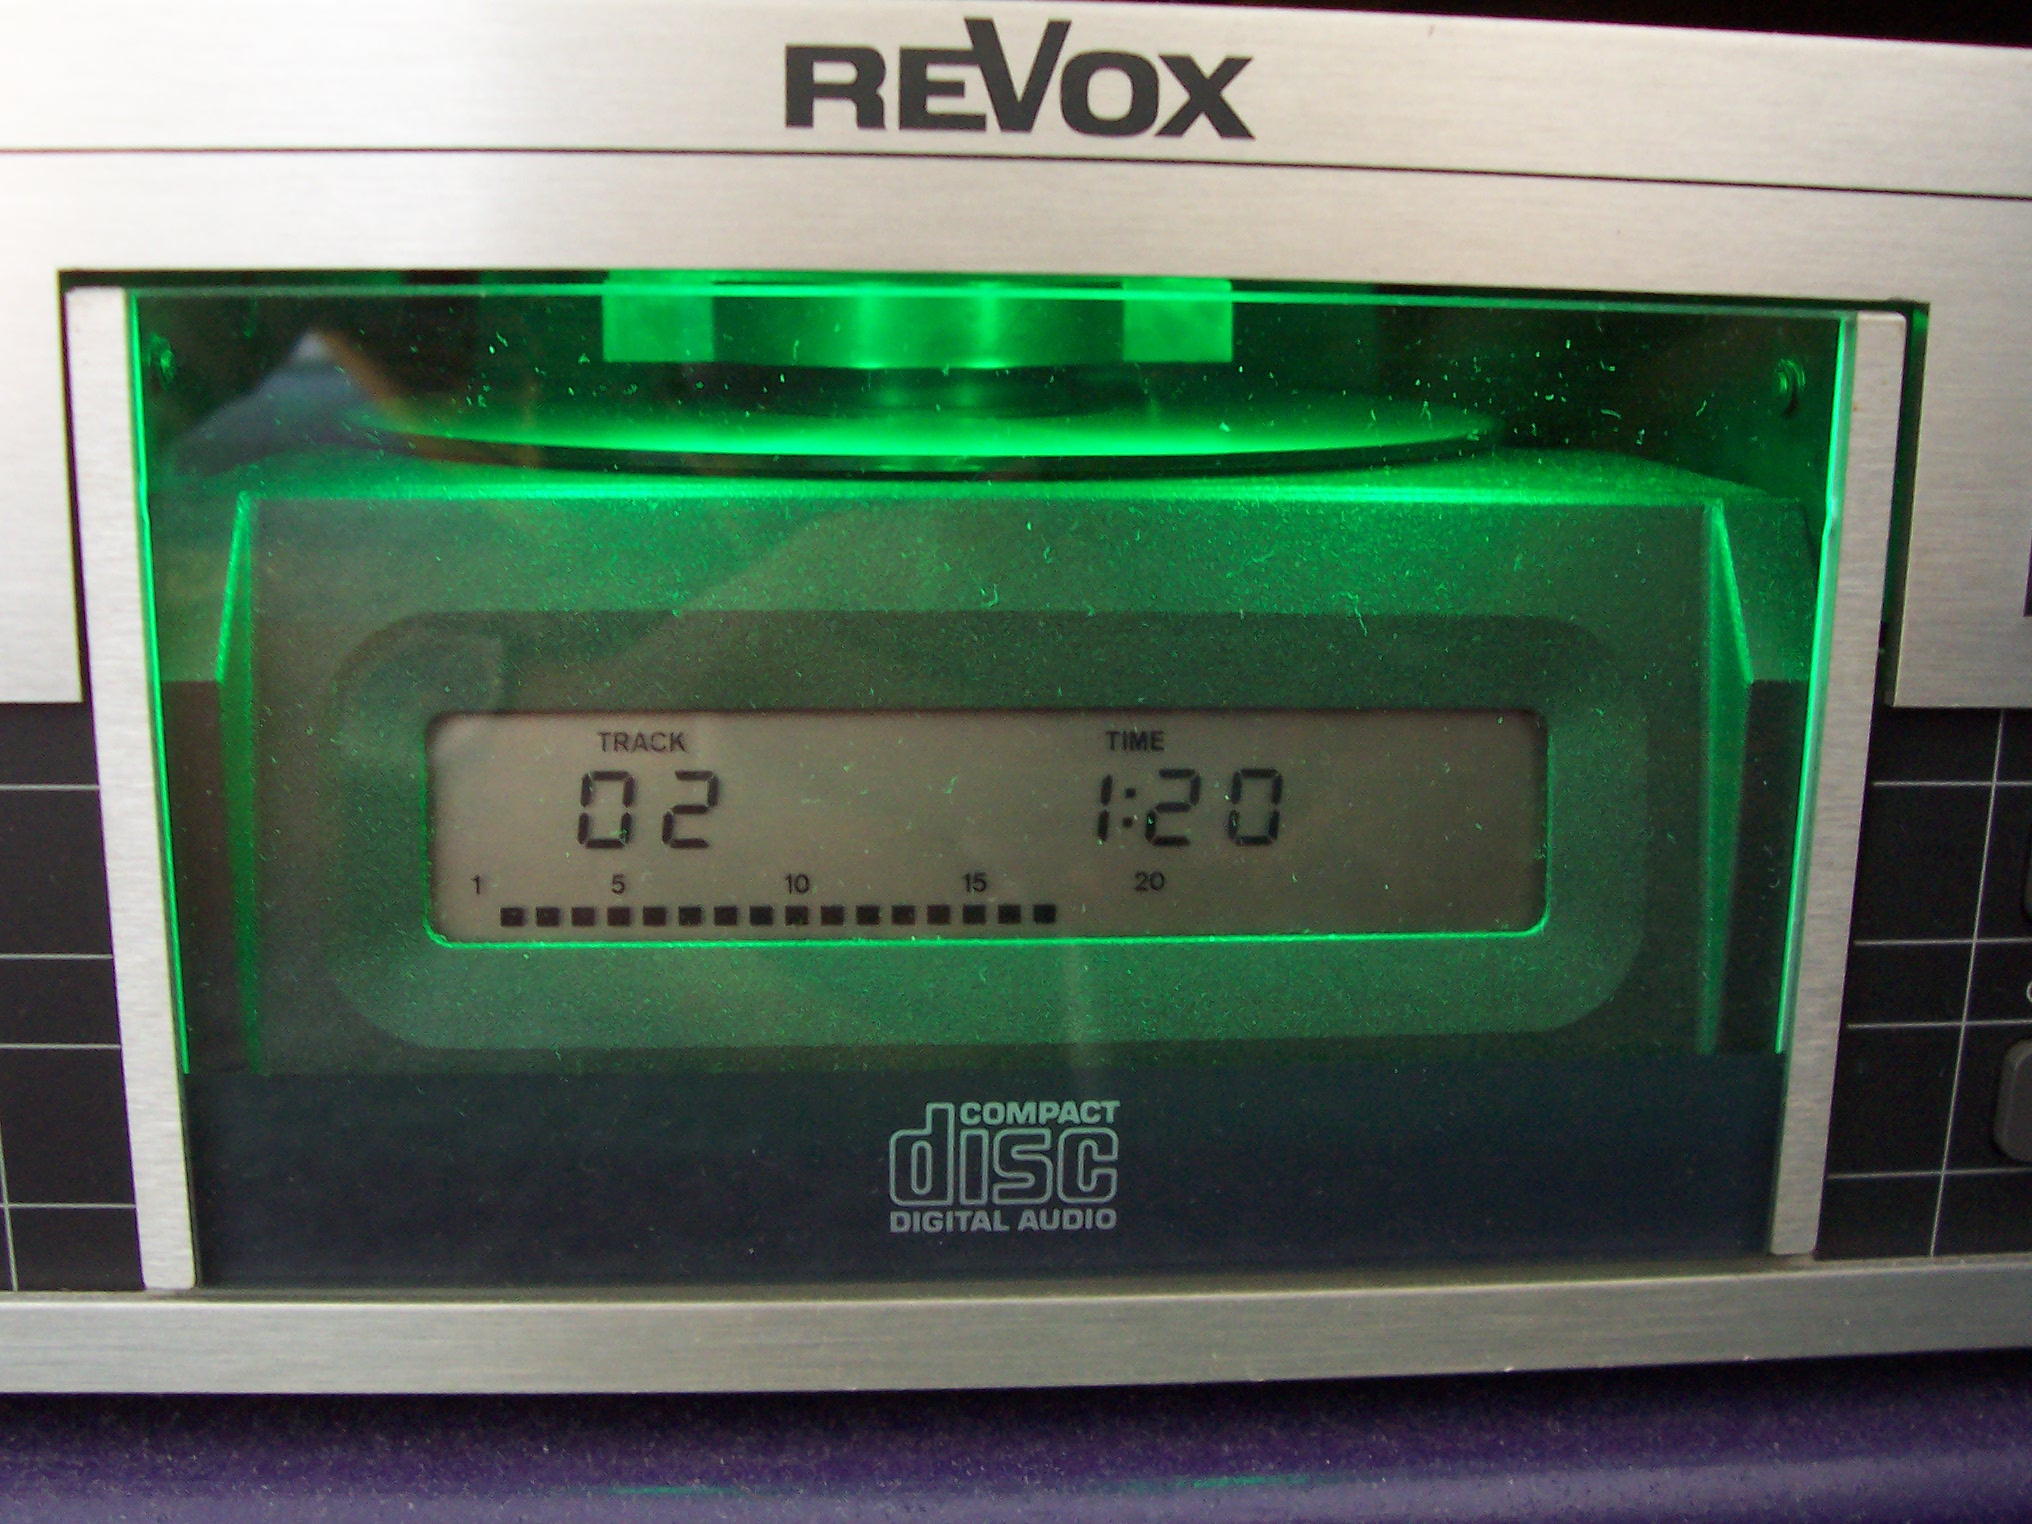 REVOX
TRACK TIME
02 1:20
1 5 10 15 20
COMPACT
disc
DIGITAL AUDIO